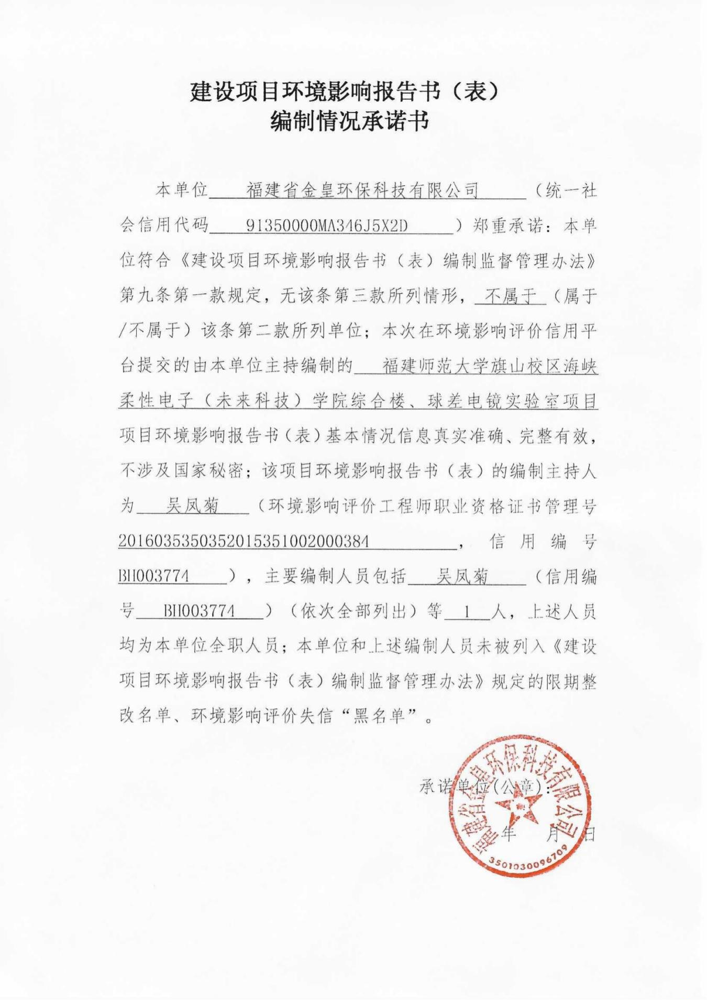 建设项目环境影响报告书（表）
编制情况承诺书
本单位 福建省金皇环保科技有限公司 （统一社
会信用代码 91350000MA346J5X2D ）郑重承诺：本单
位符合《建设项目环境影响报告书（表）编制监督管理办法》
第九条第一款规定，无该条第三款所列情形， 不属于 （属于
/不属于）该条第二款所列单位；本次在环境影响评价信用平
台提交的由本单位主持编制的 福建师范大学旗山校区海峡
柔性电子（未来科技）学院综合楼、球差电镜实验室项目
项目环境影响报告书（表）基本情况信息真实准确、完整有效，
不涉及国家秘密；该项目环境影响报告书（表）的编制主持人
为 吴凤菊 （环境影响评价工程师职业资格证书管理号
2016035350352015351002000384 ，信用编号
BH003774 ），主要编制人员包括 吴凤菊 （信用编
号 BH003774 ）（依次全部列出）等 1 人，上述人员
均为本单位全职人员；本单位和上述编制人员未被列入《建设
项目环境影响报告书（表）编制监督管理办法》规定的限期整
改名单、环境影响评价失信“黑名单”。
承诺单位(公章):
年 月 日
福建省金皇环保科技有限公司
3501030096709